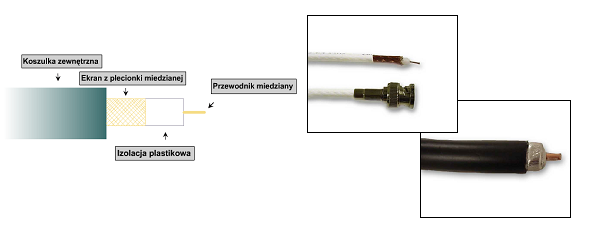 Koszulka zewnętrzna
Ekran z plecionki miedzianej
Przewodnik miedziany
Izolacja plastikowa